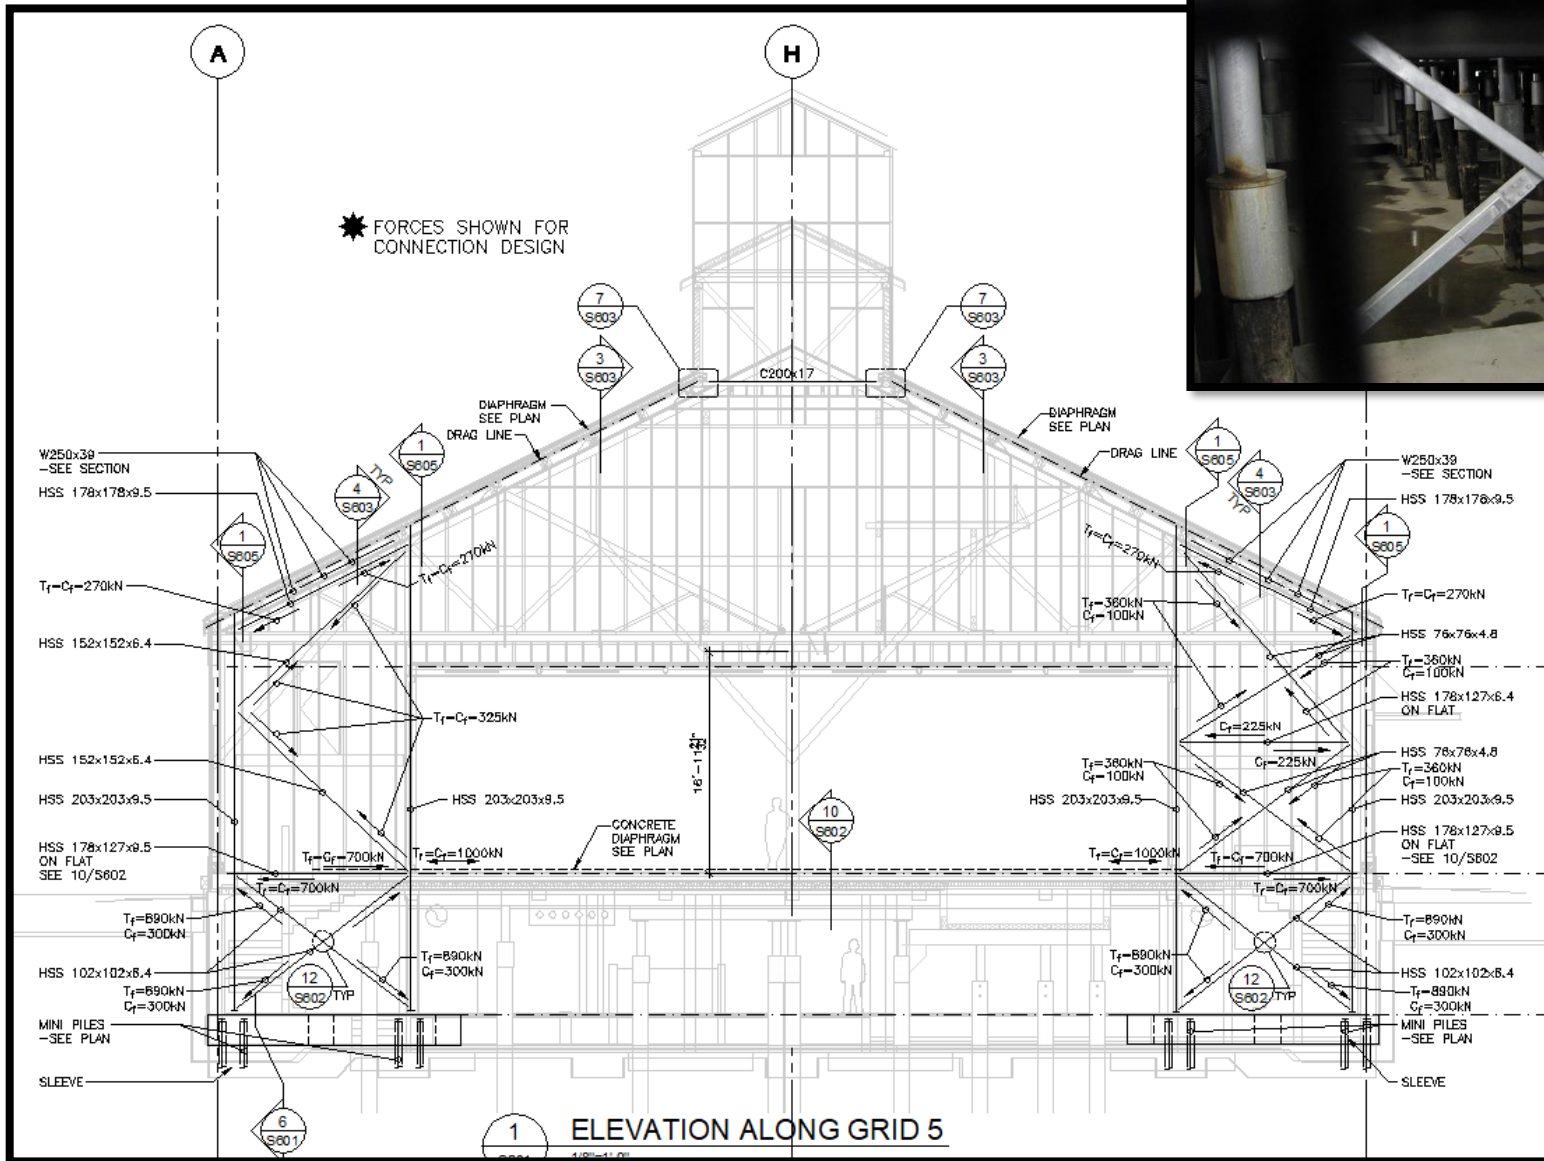 A
H
FORCES SHOWN FOR
CONNECTION DESIGN
7
S603
7
S603
3
S603
3
S603
C200x17
DIAPHRAGM
SEE PLAN
DRAG LINE
DIAPHRAGM
SEE PLAN
DRAG LINE
1
S605
1
S605
W250x39
-SEE SECTION
HSS 178x178x9.5
4
S603
TYP
1
S605
Tf=Cf=270kN
Tf=Cf=270kN
HSS 152x152x6.4
Tf=Cf=325kN
HSS 152x152x6.4
HSS 203x203x9.5
HSS 203x203x9.5
HSS 178x127x9.5
ON FLAT
SEE 10/S602
Tf=Cf=700kN
Tf=Cf=1000kN
Tf=Cf=700kN
CONCRETE
DIAPHRAGM
SEE PLAN
10
S602
Tf=890kN
Cf=300kN
HSS 102x102x6.4
Tf=890kN
Cf=300kN
Tf=890kN
Cf=300kN
12
S602
TYP
MINI PILES
-SEE PLAN
SLEEVE
6
S601
W250x39
-SEE SECTION
HSS 178x178x9.5
4
S603
TYP
1
S605
Tf=Cf=270kN
Tf=Cf=270kN
Tf=360kN
Cf=100kN
HSS 76x76x4.8
Tf=360kN
Cf=100kN
HSS 178x127x6.4
ON FLAT
Cf=225kN
Cf=225kN
Tf=360kN
Cf=100kN
HSS 76x76x4.8
Tf=360kN
Cf=100kN
HSS 203x203x9.5
HSS 203x203x9.5
HSS 178x127x9.5
ON FLAT
-SEE 10/S602
Tf=Cf=1000kN
Tf=Cf=700kN
Tf=Cf=700kN
Tf=890kN
Cf=300kN
Tf=890kN
Cf=300kN
HSS 102x102x6.4
Tf=890kN
Cf=300kN
12
S602
TYP
MINI PILES
-SEE PLAN
SLEEVE
1
ELEVATION ALONG GRID 5